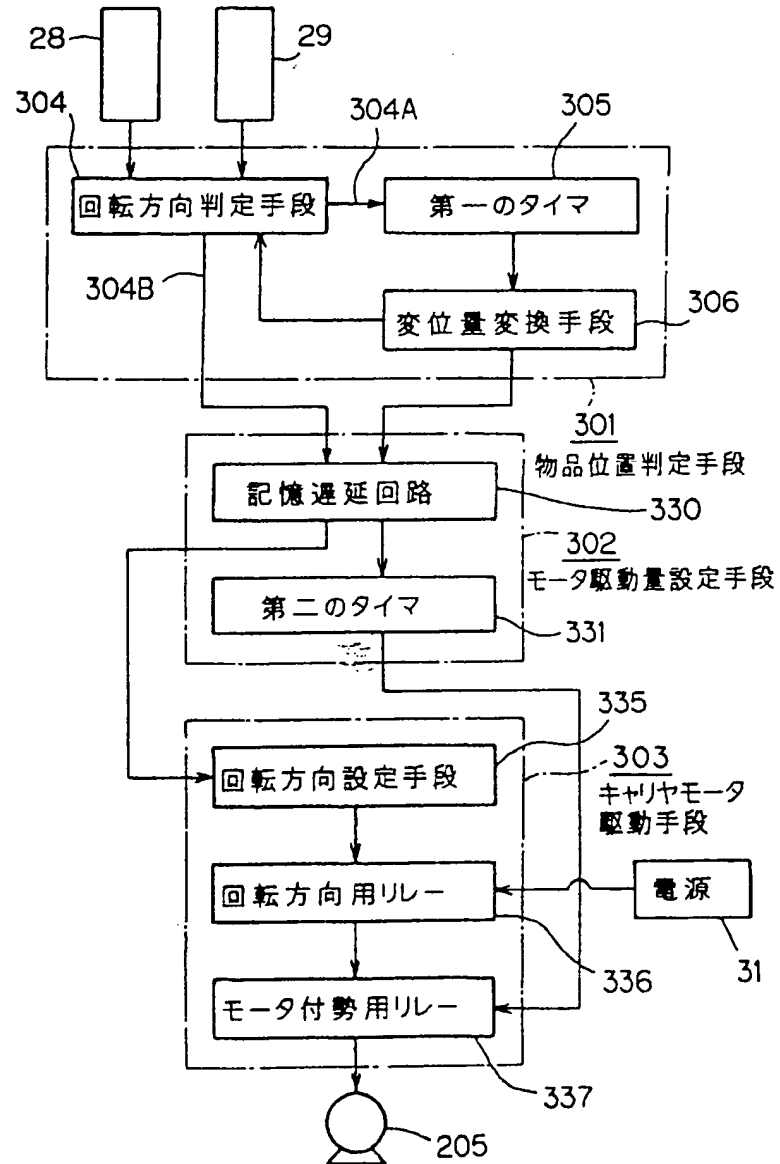 28
29
304
304A
305
回転方向判定手段
第一のタイマ
304B
変位量変換手段
306
301
物品位置判定手段
記憶遅延回路
330
302
モータ駆動量設定手段
第二のタイマ
331
335
回転方向設定手段
303
キャリヤモータ
駆動手段
回転方向用リレー
電源
336
31
モータ付勢用リレー
337
205